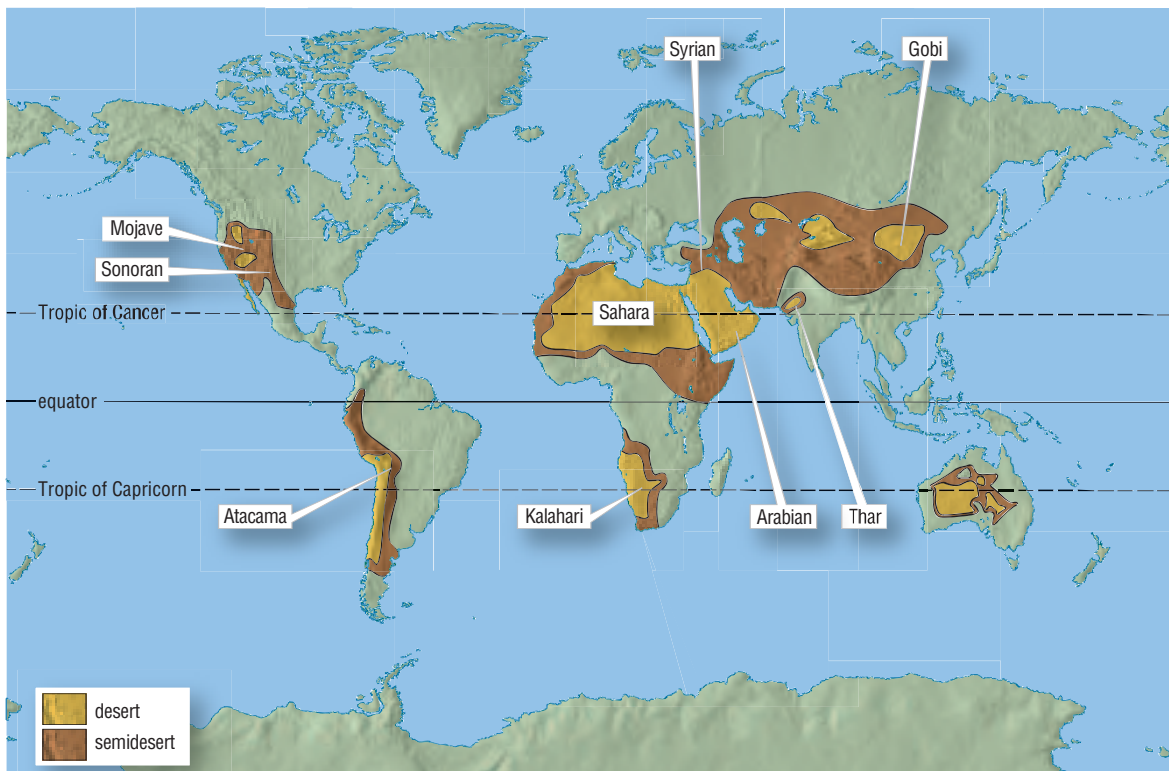 Syrian
Gobi
Mojave
Sonoran
Tropic of Cancer
Sahara
equator
Tropic of Capricorn
Atacama
Kalahari
Arabian
Thar
desert
semidesert